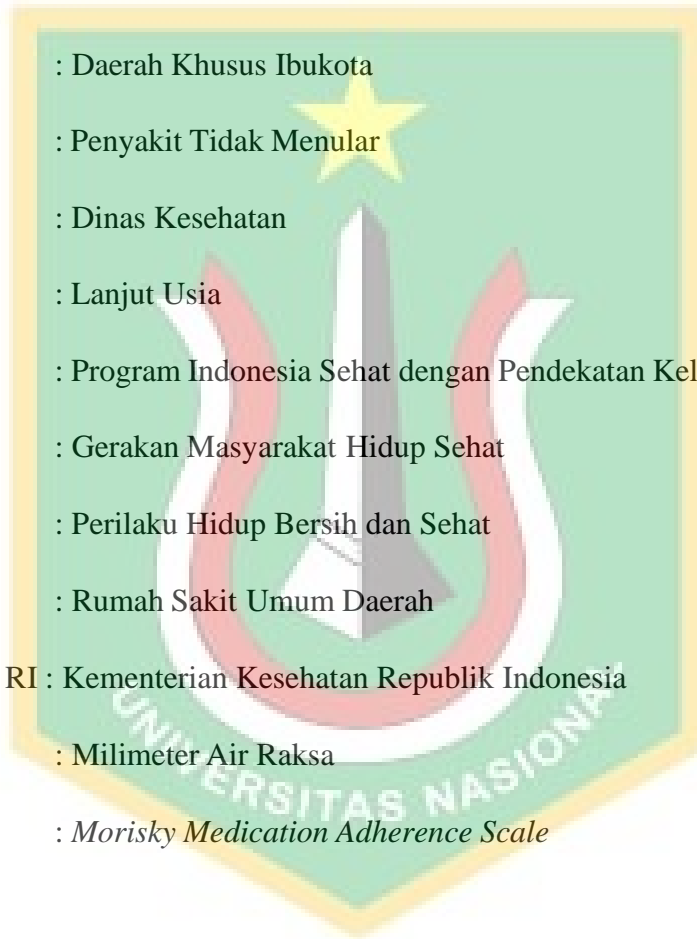 : Daerah Khusus Ibukota
: Penyakit Tidak Menular
: Dinas Kesehatan
: Lanjut Usia
: Program Indonesia Sehat dengan Pendekatan Kel
: Gerakan Masyarakat Hidup Sehat
: Perilaku Hidup Bersih dan Sehat
: Rumah Sakit Umum Daerah
RI : Kementerian Kesehatan Republik Indonesia
: Milimeter Air Raksa
: Morisky Medication Adherence Scale
UNIVERSITAS NASIONAL